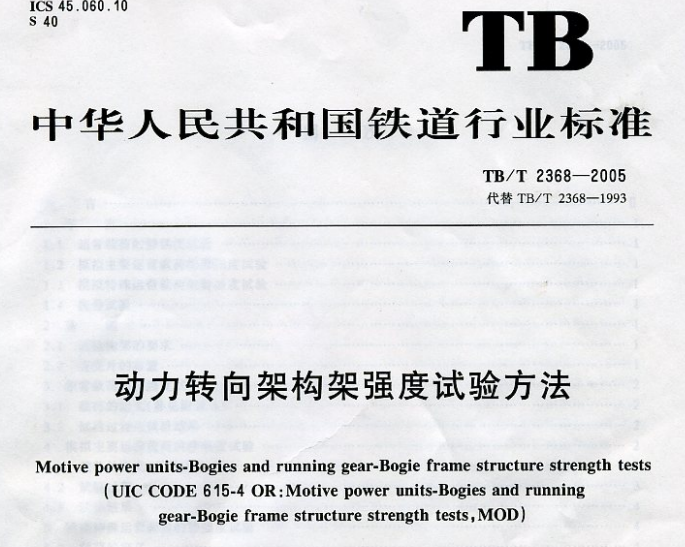 ICS 45.060.10
S 40
TB
中华人民共和国铁道行业标准
TB/T 2368—2005
代替 TB/T 2368—1993
动力转向架构架强度试验方法
Motive power units-Bogies and running gear-Bogie frame structure strength tests
(UIC CODE 615-4 OR:Motive power units-Bogies and running
gear-Bogie frame structure strength tests,MOD)